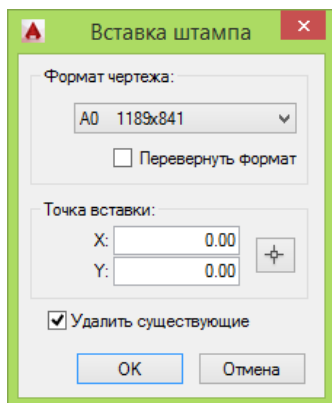 Вставка штампа
Формат чертежа:
A0 1189x841
Перевернуть формат
Точка вставки:
X: 0.00
Y: 0.00
Удалить существующие
OK Отмена